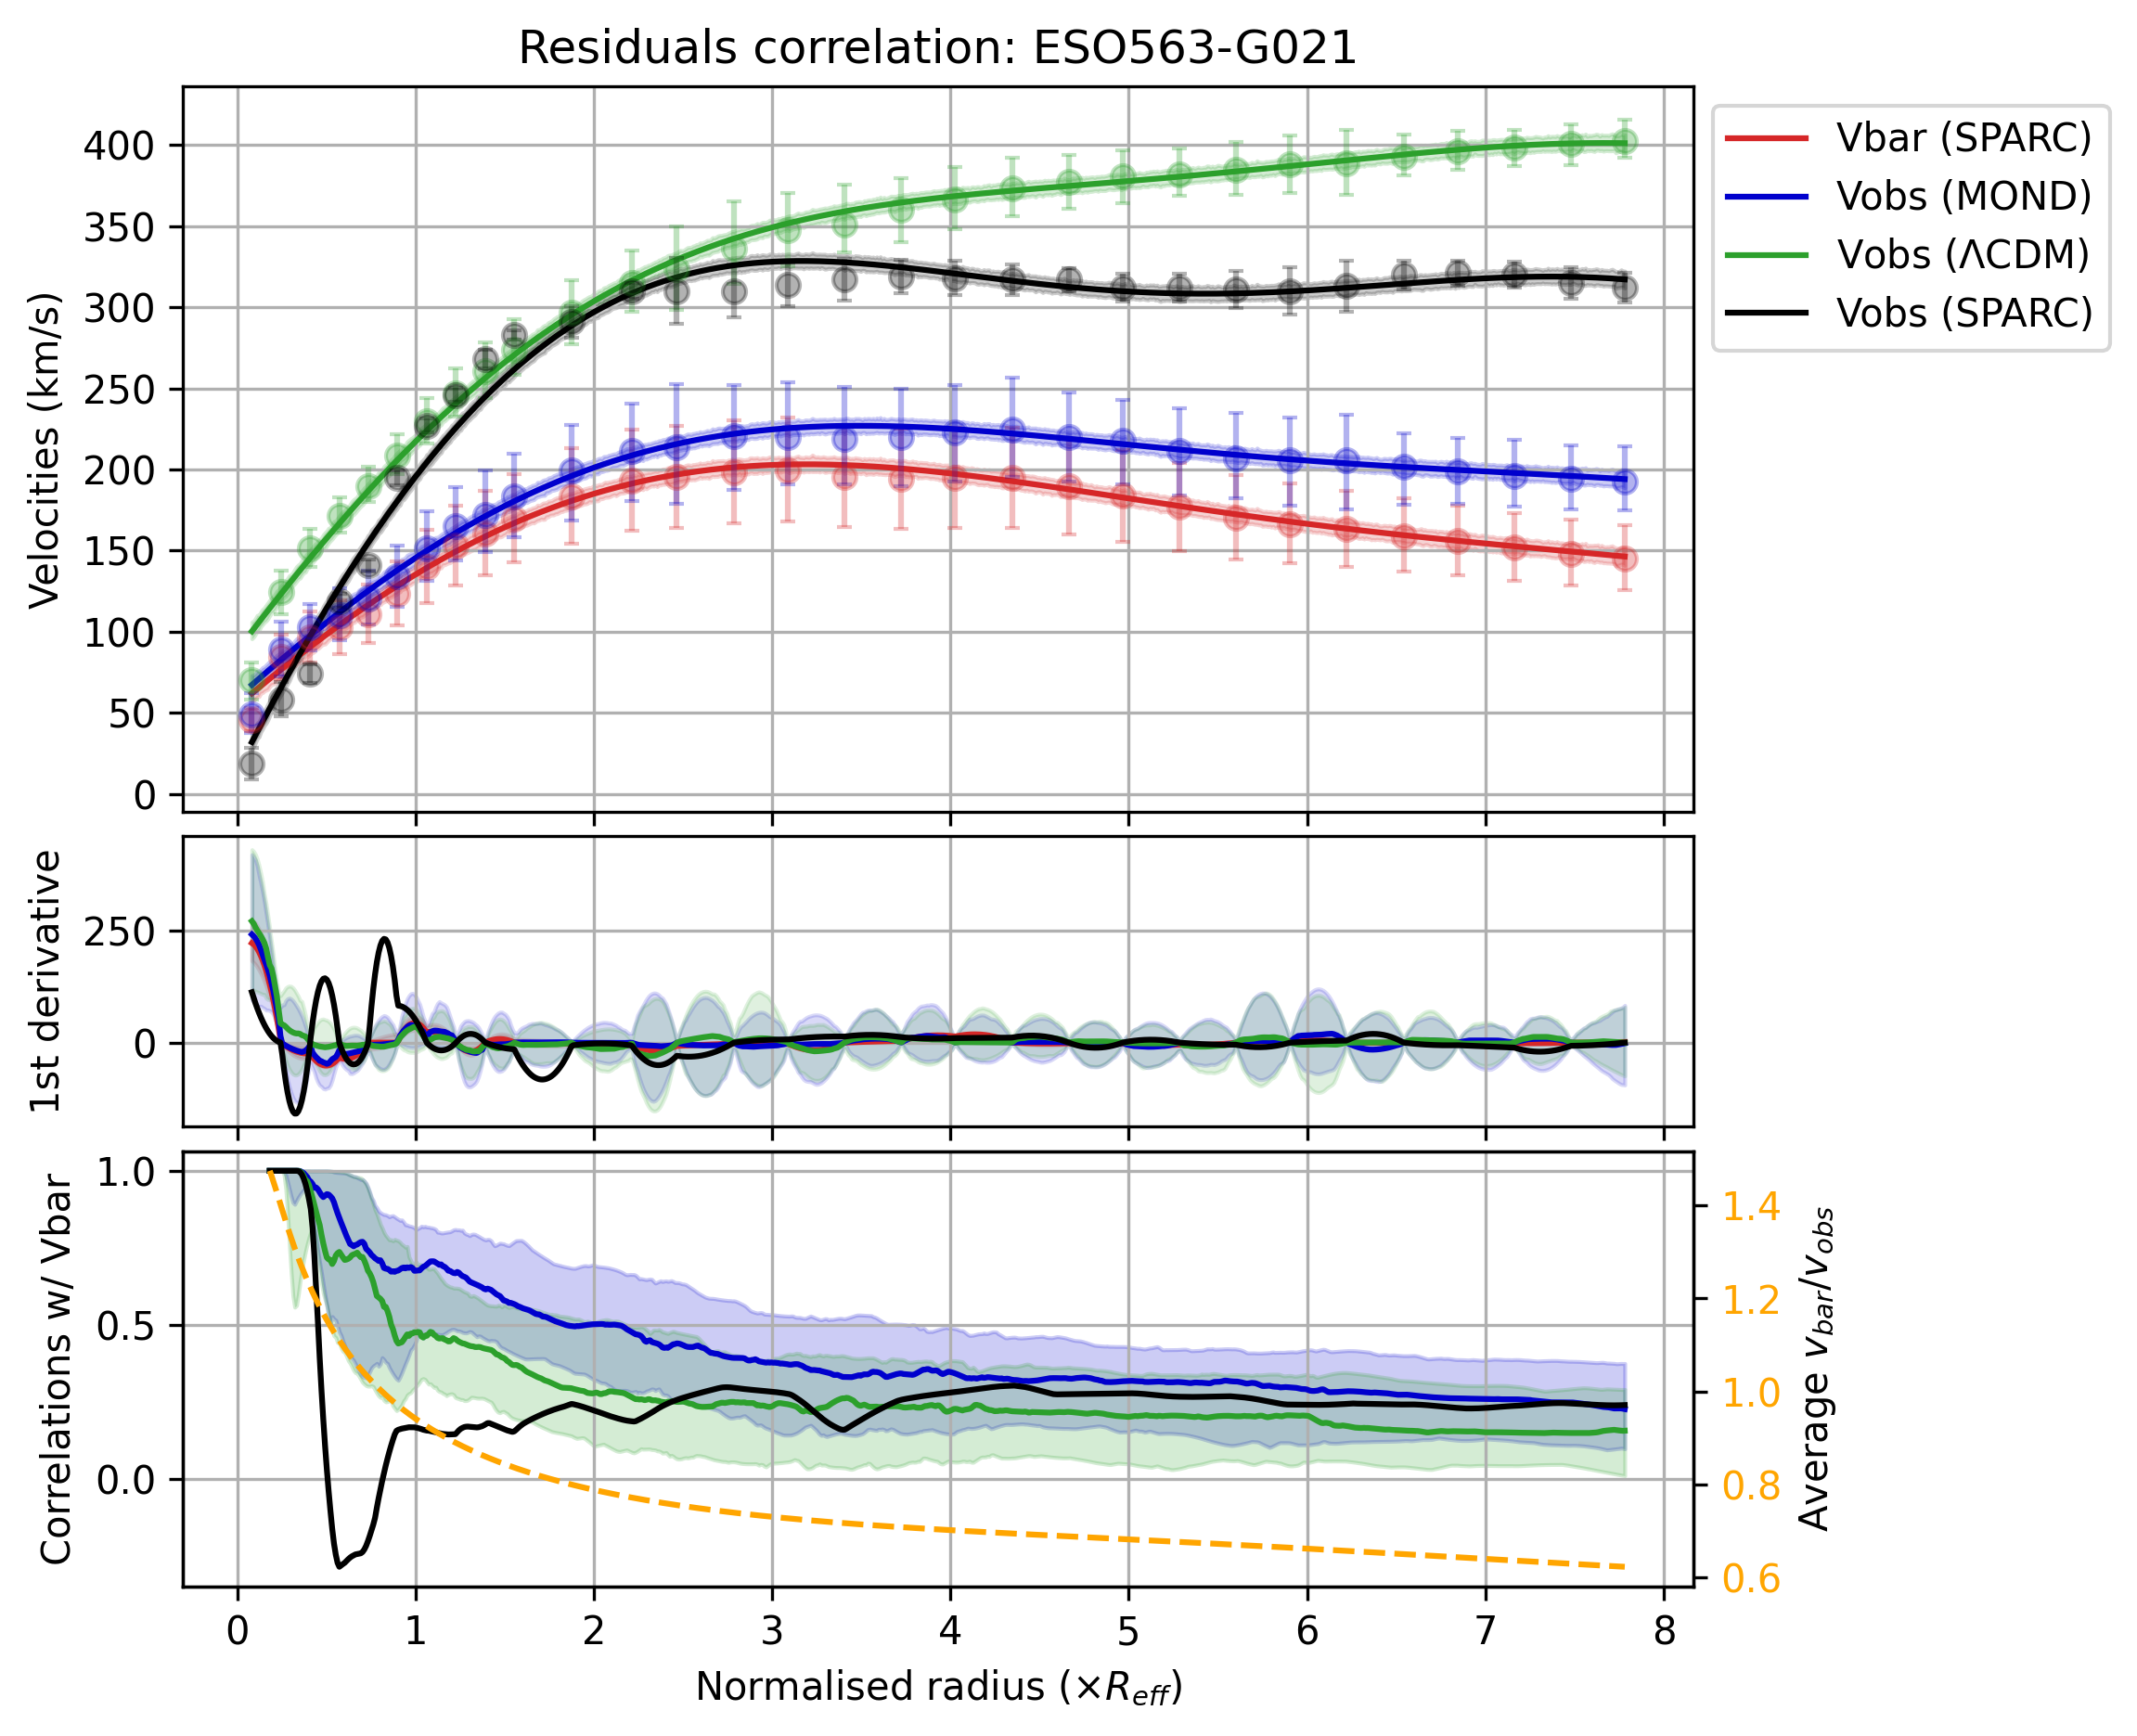 Residuals correlation: ESO563-G021
Velocities (km/s)
400
350
300
250
200
150
100
50
0
Vbar (SPARC)
Vobs (MOND)
Vobs (ΛCDM)
Vobs (SPARC)
1st derivative
250
0
Correlations w/ Vbar
1.0
0.5
0.0
1.4
1.2
1.0
0.8
0.6
Average v_bar/v_obs
0 1 2 3 4 5 6 7 8
Normalised radius (×R_eff)